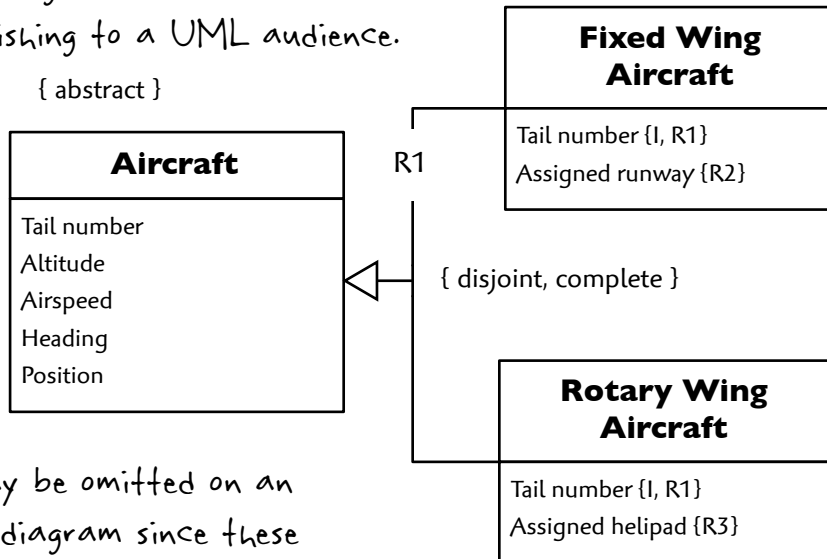 ishing to a UML audience.
{ abstract }
Aircraft
Tail number
Altitude
Airspeed
Heading
Position
R1
{ disjoint, complete }
Fixed Wing
Aircraft
Tail number {I, R1}
Assigned runway {R2}
Rotary Wing
Aircraft
Tail number {I, R1}
Assigned helipad {R3}
y be omitted on an
diagram since these